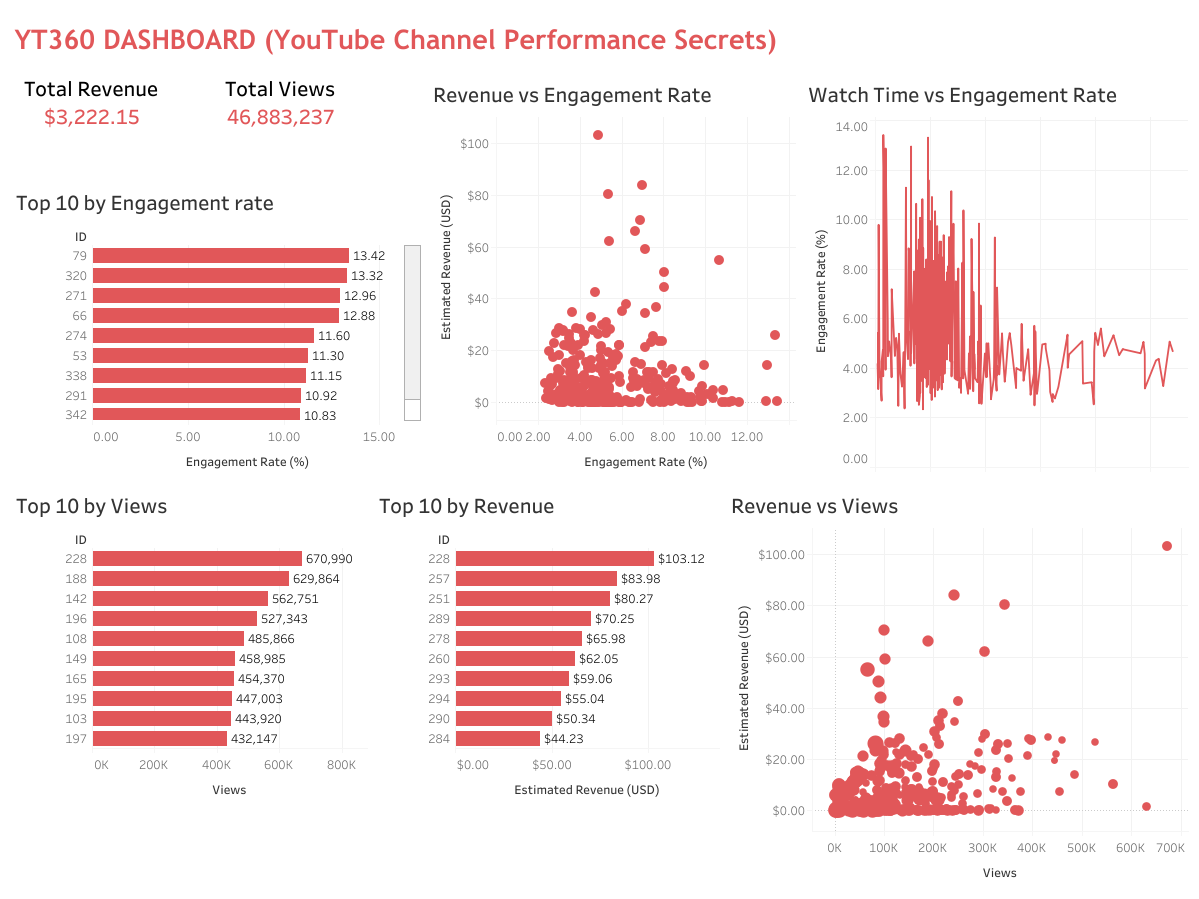 YT360 DASHBOARD (YouTube Channel Performance Secrets)
Total Revenue
$3,222.15
Total Views
46,883,237
Top 10 by Engagement rate
ID
79 13.42
320 13.32
271 12.96
66 12.88
274 11.60
53 11.30
338 11.15
291 10.92
342 10.83
0.00 5.00 10.00 15.00
Engagement Rate (%)
Revenue vs Engagement Rate
Estimated Revenue (USD)
$100
$80
$60
$40
$20
$0
0.00 2.00 4.00 6.00 8.00 10.00 12.00
Engagement Rate (%)
Watch Time vs Engagement Rate
Engagement Rate (%)
14.00
12.00
10.00
8.00
6.00
4.00
2.00
0.00
Top 10 by Views
ID
228 670,990
188 629,864
142 562,751
196 527,343
108 485,866
149 458,985
165 454,370
195 447,003
103 443,920
197 432,147
0K 200K 400K 600K 800K
Views
Top 10 by Revenue
ID
228 $103.12
257 $83.98
251 $80.27
289 $70.25
278 $65.98
260 $62.05
293 $59.06
294 $55.04
290 $50.34
284 $44.23
$0.00 $50.00 $100.00
Estimated Revenue (USD)
Revenue vs Views
Estimated Revenue (USD)
$100.00
$80.00
$60.00
$40.00
$20.00
$0.00
0K 100K 200K 300K 400K 500K 600K 700K
Views